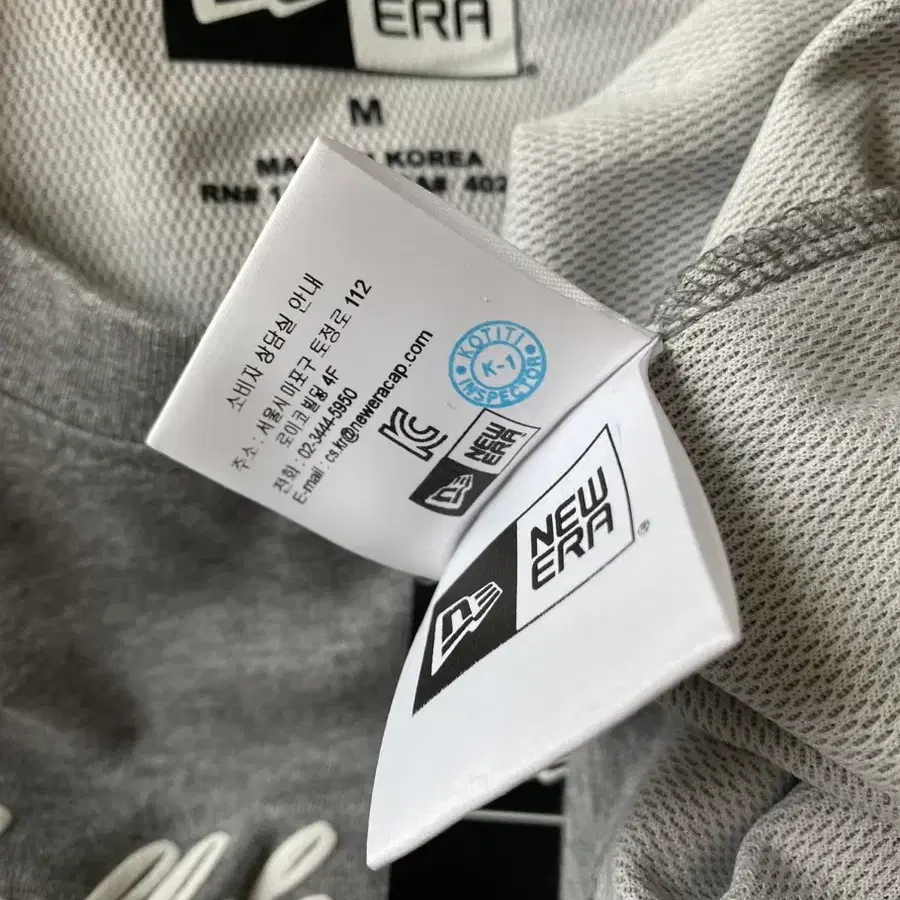 ERA
M
KOREA
RN# 402
소비자 상담실 안내
주소 : 서울시 마포구 토정로 112
로이코빌딩 4F
전화 : 02-3444-5950
E-mail : cs.kr@neweracap.com
KOTITI
K-1
INSPECTOR
NEW
ERA
NEW
ERA